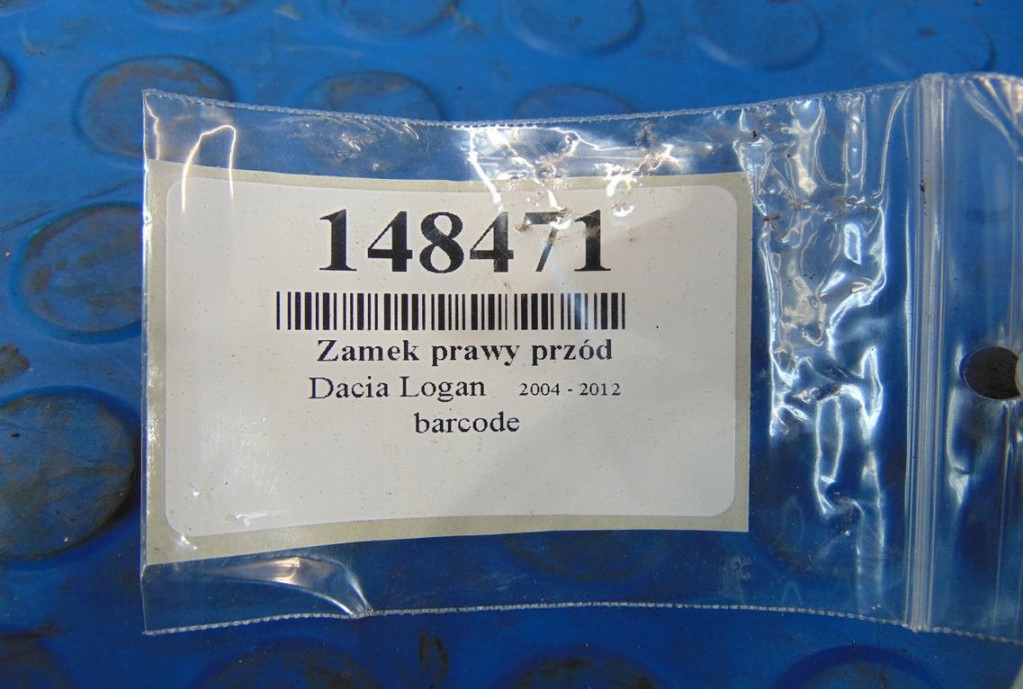 148471
Zamek prawy przód
Dacia Logan 2004 - 2012
barcode